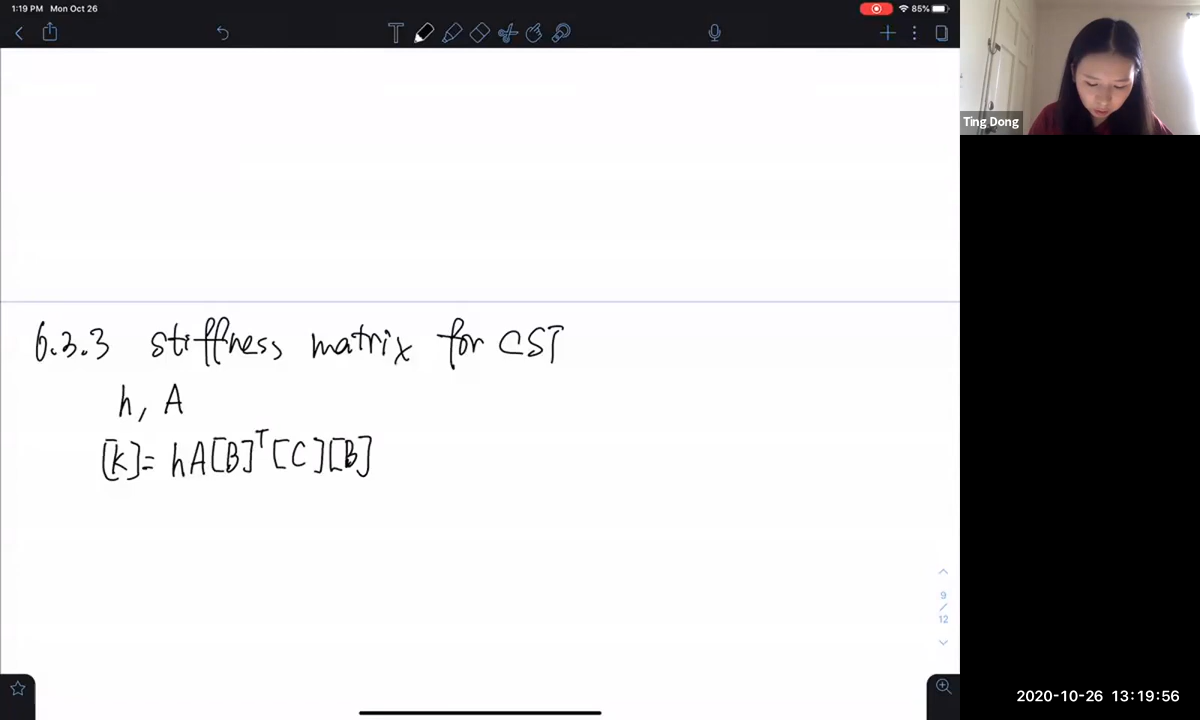 1:19 PM Mon Oct 26
85%
T
Ting Dong
6.3.3 stiffness matrix for CST
h, A
[K]= hA[B]ᵀ[C][B]
9
/
12
2020-10-26 13:19:56